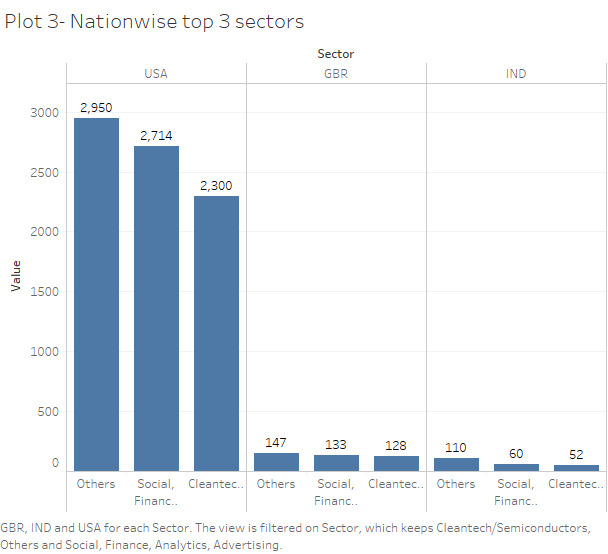 Plot 3- Nationwise top 3 sectors
Sector
USA GBR IND
3000
2500
2000
1500
1000
500
0
Value
2,950
2,714
2,300
147
133
128
110
60
52
Others Social, Cleantec.. Others Social, Cleantec.. Others Social, Cleantec..
Financ.. Financ.. Financ..
GBR, IND and USA for each Sector. The view is filtered on Sector, which keeps Cleantech/Semiconductors,
Others and Social, Finance, Analytics, Advertising.